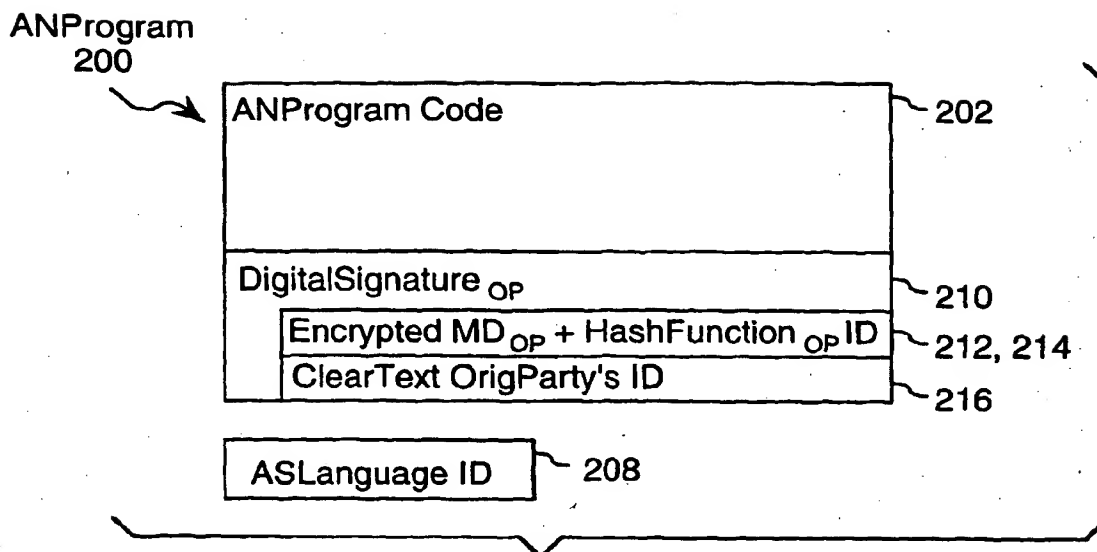 ANProgram
200
ANProgram Code
202
DigitalSignature OP
210
Encrypted MD OP + HashFunction OP ID
212, 214
ClearText OrigParty's ID
216
ASLanguage ID
208